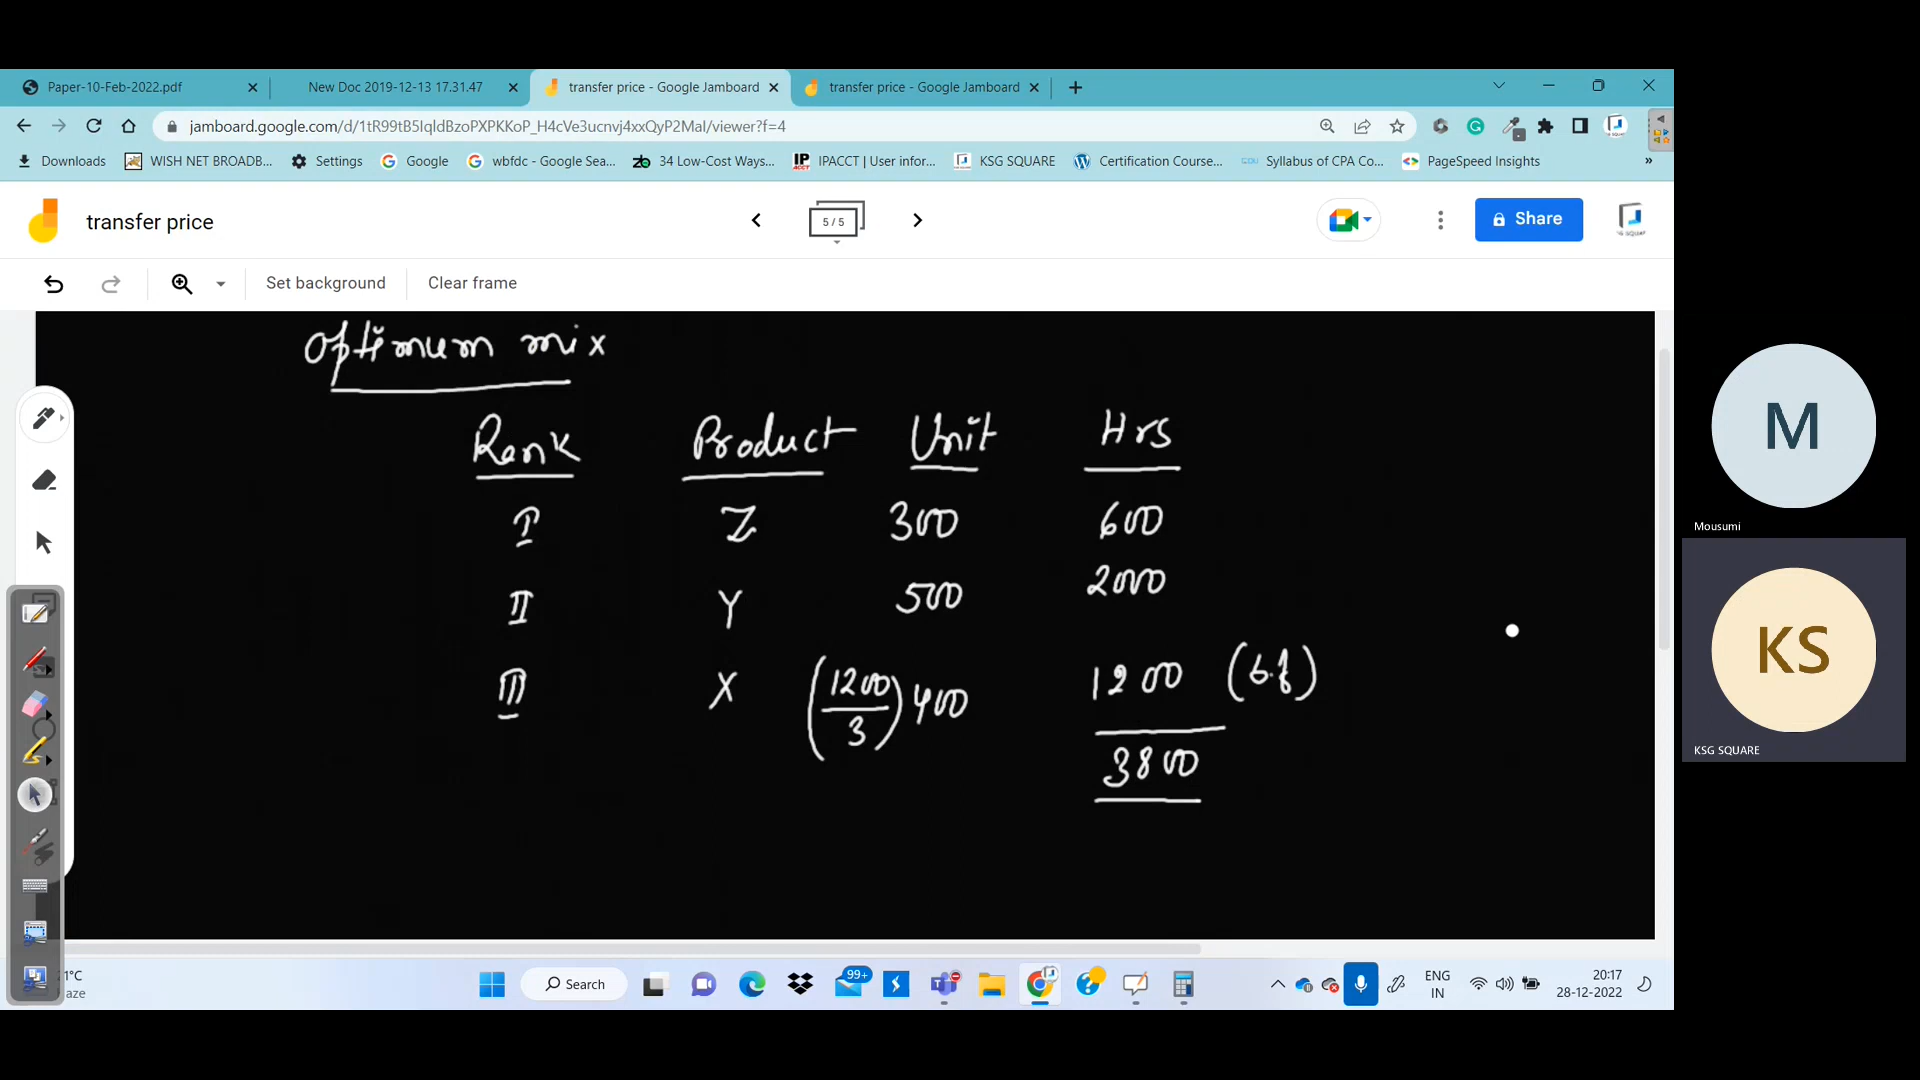 Paper-10-Feb-2022.pdf New Doc 2019-12-13 17.31.47 transfer price - Google Jamboard transfer price - Google Jamboard
jamboard.google.com/d/1tR99tB5IqldBzoPXPKKoP_H4cVe3ucnvj4xxQyP2MaI/viewer?f=4
Downloads WISH NET BROADB... Settings Google wbfdc - Google Sea... 34 Low-Cost Ways... IPACCT | User infor... KSG SQUARE Certification Course... Syllabus of CPA Co... PageSpeed Insights »
transfer price 5 / 5 Share
Set background Clear frame
Optimum mix
Rank Product Unit Hrs
I Z 300 600
II Y 500 2000
III X (1200/3) 400 1200 (b.f)
3800
M
Mousumi
KS
KSG SQUARE
Search 99+ ENG IN 20:17 28-12-2022